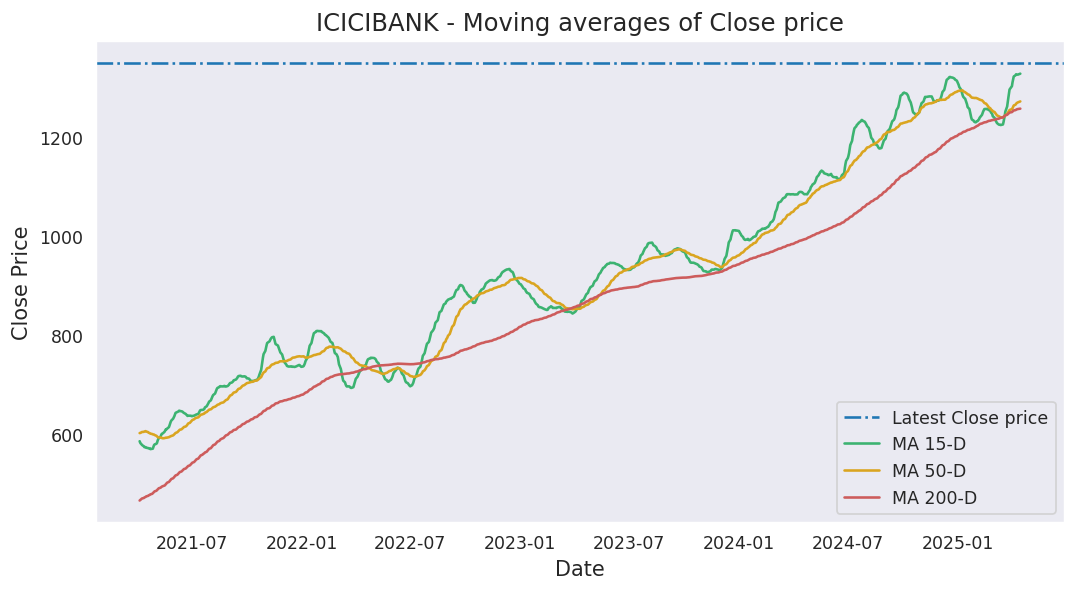 ICICIBANK - Moving averages of Close price
Close Price
1200
1000
800
600
Latest Close price
MA 15-D
MA 50-D
MA 200-D
2021-07
2022-01
2022-07
2023-01
2023-07
2024-01
2024-07
2025-01
Date